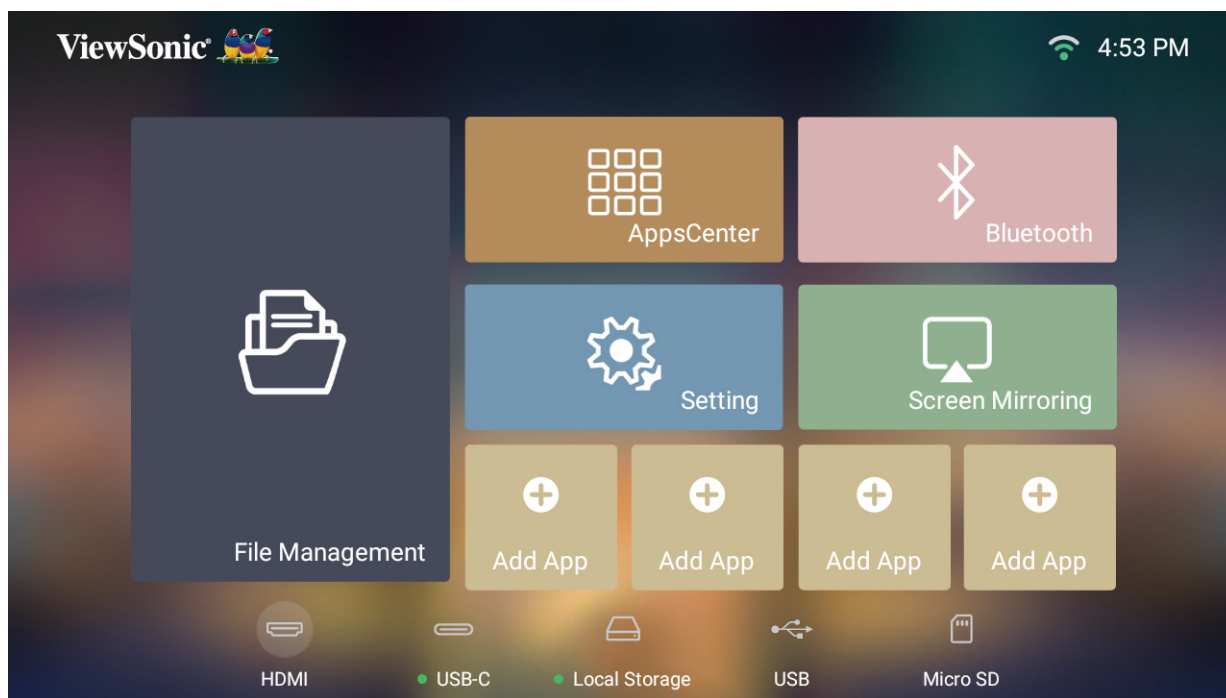 ViewSonic®
4:53 PM
AppsCenter
Bluetooth
Setting
Screen Mirroring
File Management
Add App
Add App
Add App
Add App
HDMI
USB-C
Local Storage
USB
Micro SD